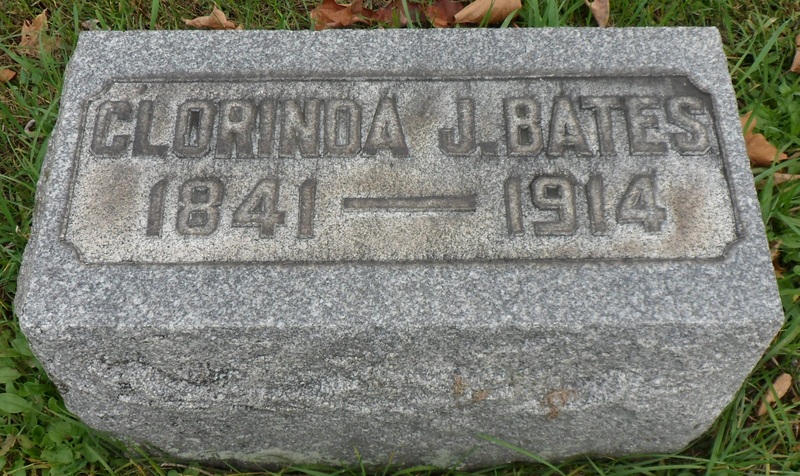 CLORINDA J. BATES
1841 — 1914